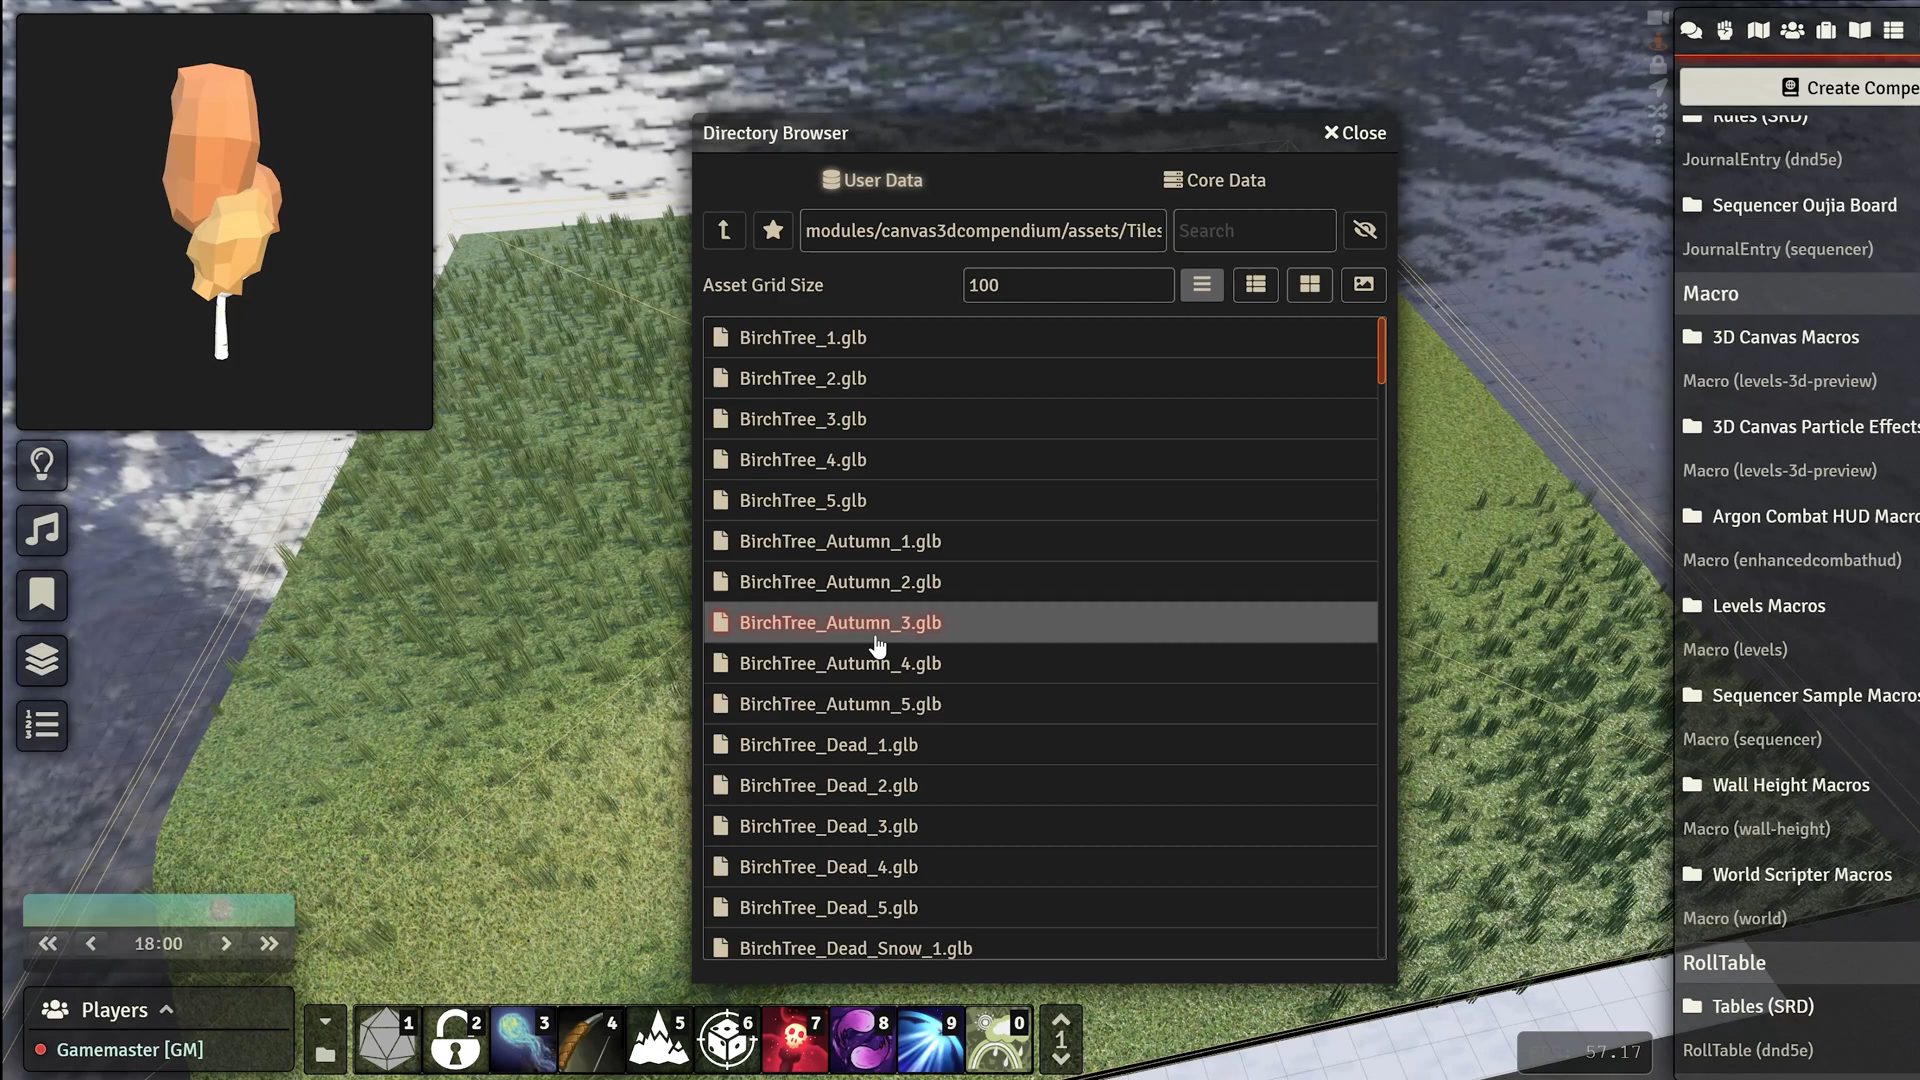 Directory Browser
Close
User Data
Core Data
modules/canvas3dcompendium/assets/Tiles
Search
Asset Grid Size
100
BirchTree_1.glb
BirchTree_2.glb
BirchTree_3.glb
BirchTree_4.glb
BirchTree_5.glb
BirchTree_Autumn_1.glb
BirchTree_Autumn_2.glb
BirchTree_Autumn_3.glb
BirchTree_Autumn_4.glb
BirchTree_Autumn_5.glb
BirchTree_Dead_1.glb
BirchTree_Dead_2.glb
BirchTree_Dead_3.glb
BirchTree_Dead_4.glb
BirchTree_Dead_5.glb
BirchTree_Dead_Snow_1.glb
Create Compe
Rules (SRD)
JournalEntry (dnd5e)
Sequencer Oujia Board
JournalEntry (sequencer)
Macro
3D Canvas Macros
Macro (levels-3d-preview)
3D Canvas Particle Effects
Macro (levels-3d-preview)
Argon Combat HUD Macro
Macro (enhancedcombathud)
Levels Macros
Macro (levels)
Sequencer Sample Macros
Macro (sequencer)
Wall Height Macros
Macro (wall-height)
World Scripter Macros
Macro (world)
RollTable
Tables (SRD)
RollTable (dnd5e)
18:00
Players
Gamemaster [GM]
1
2
3
4
5
6
7
8
9
0
1
FPS: 57.17